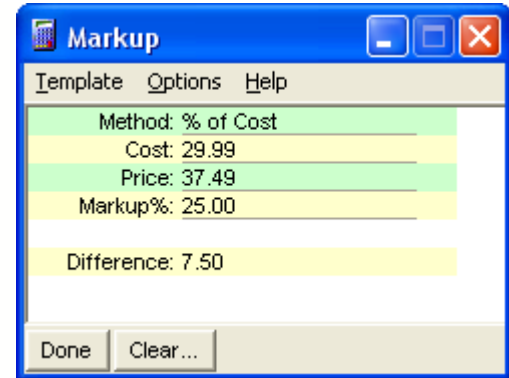 Markup
Template Options Help
Method: % of Cost
Cost: 29.99
Price: 37.49
Markup%: 25.00
Difference: 7.50
Done Clear...